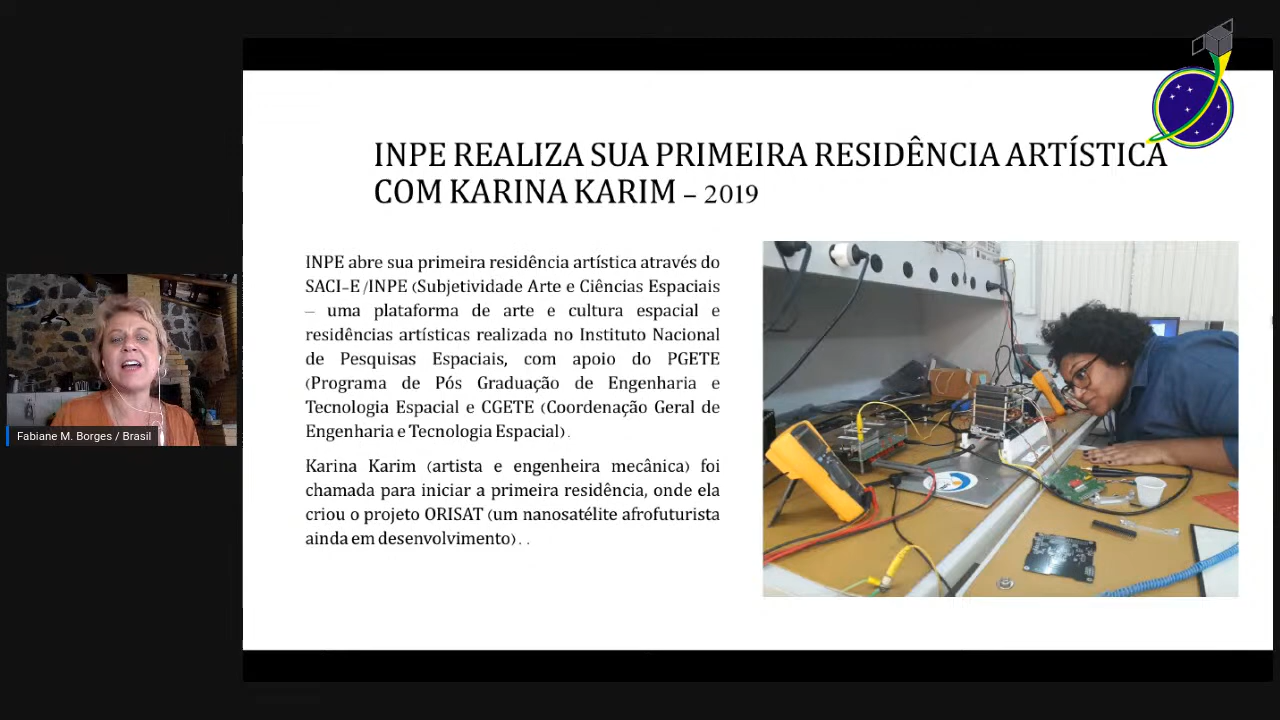 INPE REALIZA SUA PRIMEIRA RESIDÊNCIA ARTÍSTICA
COM KARINA KARIM – 2019
INPE abre sua primeira residência artística através do
SACI-E /INPE (Subjetividade Arte e Ciências Espaciais
– uma plataforma de arte e cultura espacial e
residências artísticas realizada no Instituto Nacional
de Pesquisas Espaciais, com apoio do PGETE
(Programa de Pós Graduação de Engenharia e
Tecnologia Espacial e CGETE (Coordenação Geral de
Engenharia e Tecnologia Espacial).
Karina Karim (artista e engenheira mecânica) foi
chamada para iniciar a primeira residência, onde ela
criou o projeto ORISAT (um nanosatélite afrofuturista
ainda em desenvolvimento). .
Fabiane M. Borges / Brasil